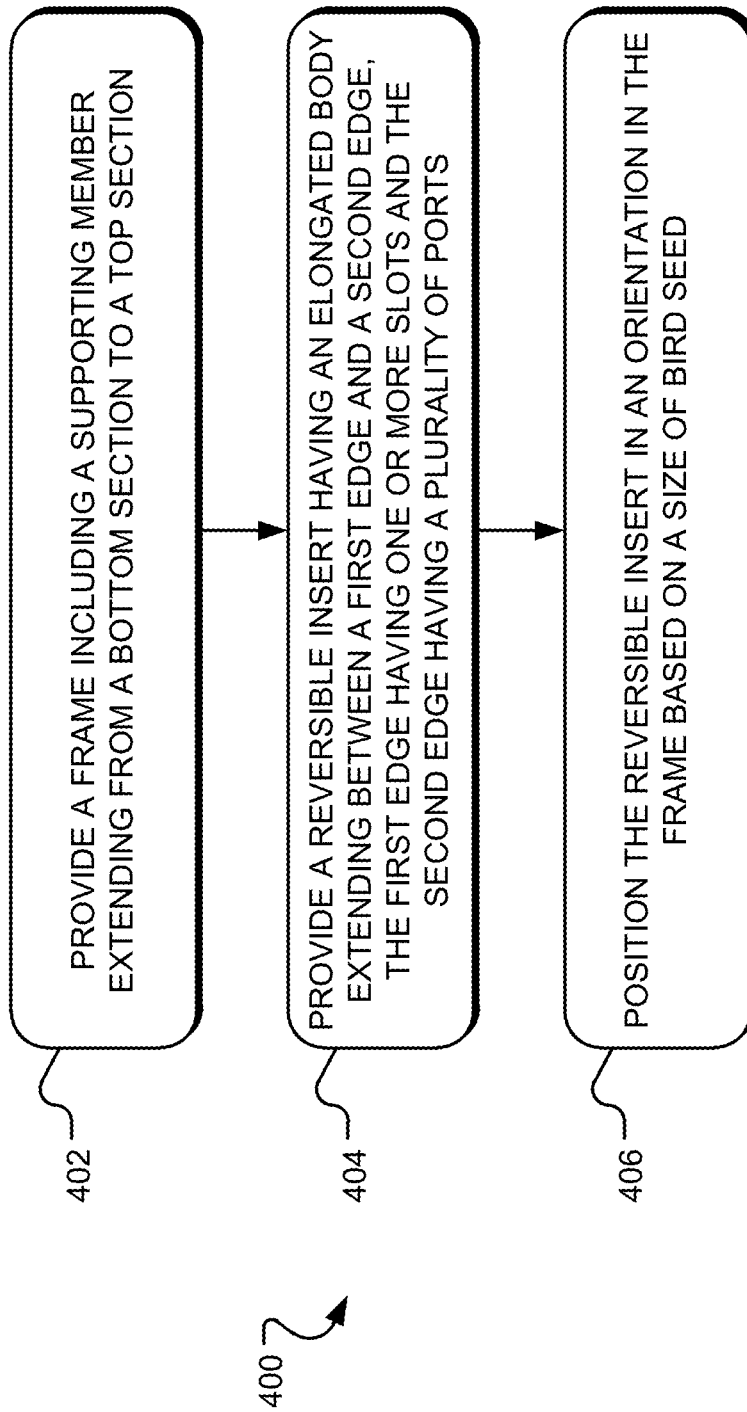 400
402
PROVIDE A FRAME INCLUDING A SUPPORTING MEMBER
EXTENDING FROM A BOTTOM SECTION TO A TOP SECTION
404
PROVIDE A REVERSIBLE INSERT HAVING AN ELONGATED BODY
EXTENDING BETWEEN A FIRST EDGE AND A SECOND EDGE,
THE FIRST EDGE HAVING ONE OR MORE SLOTS AND THE
SECOND EDGE HAVING A PLURALITY OF PORTS
406
POSITION THE REVERSIBLE INSERT IN AN ORIENTATION IN THE
FRAME BASED ON A SIZE OF BIRD SEED